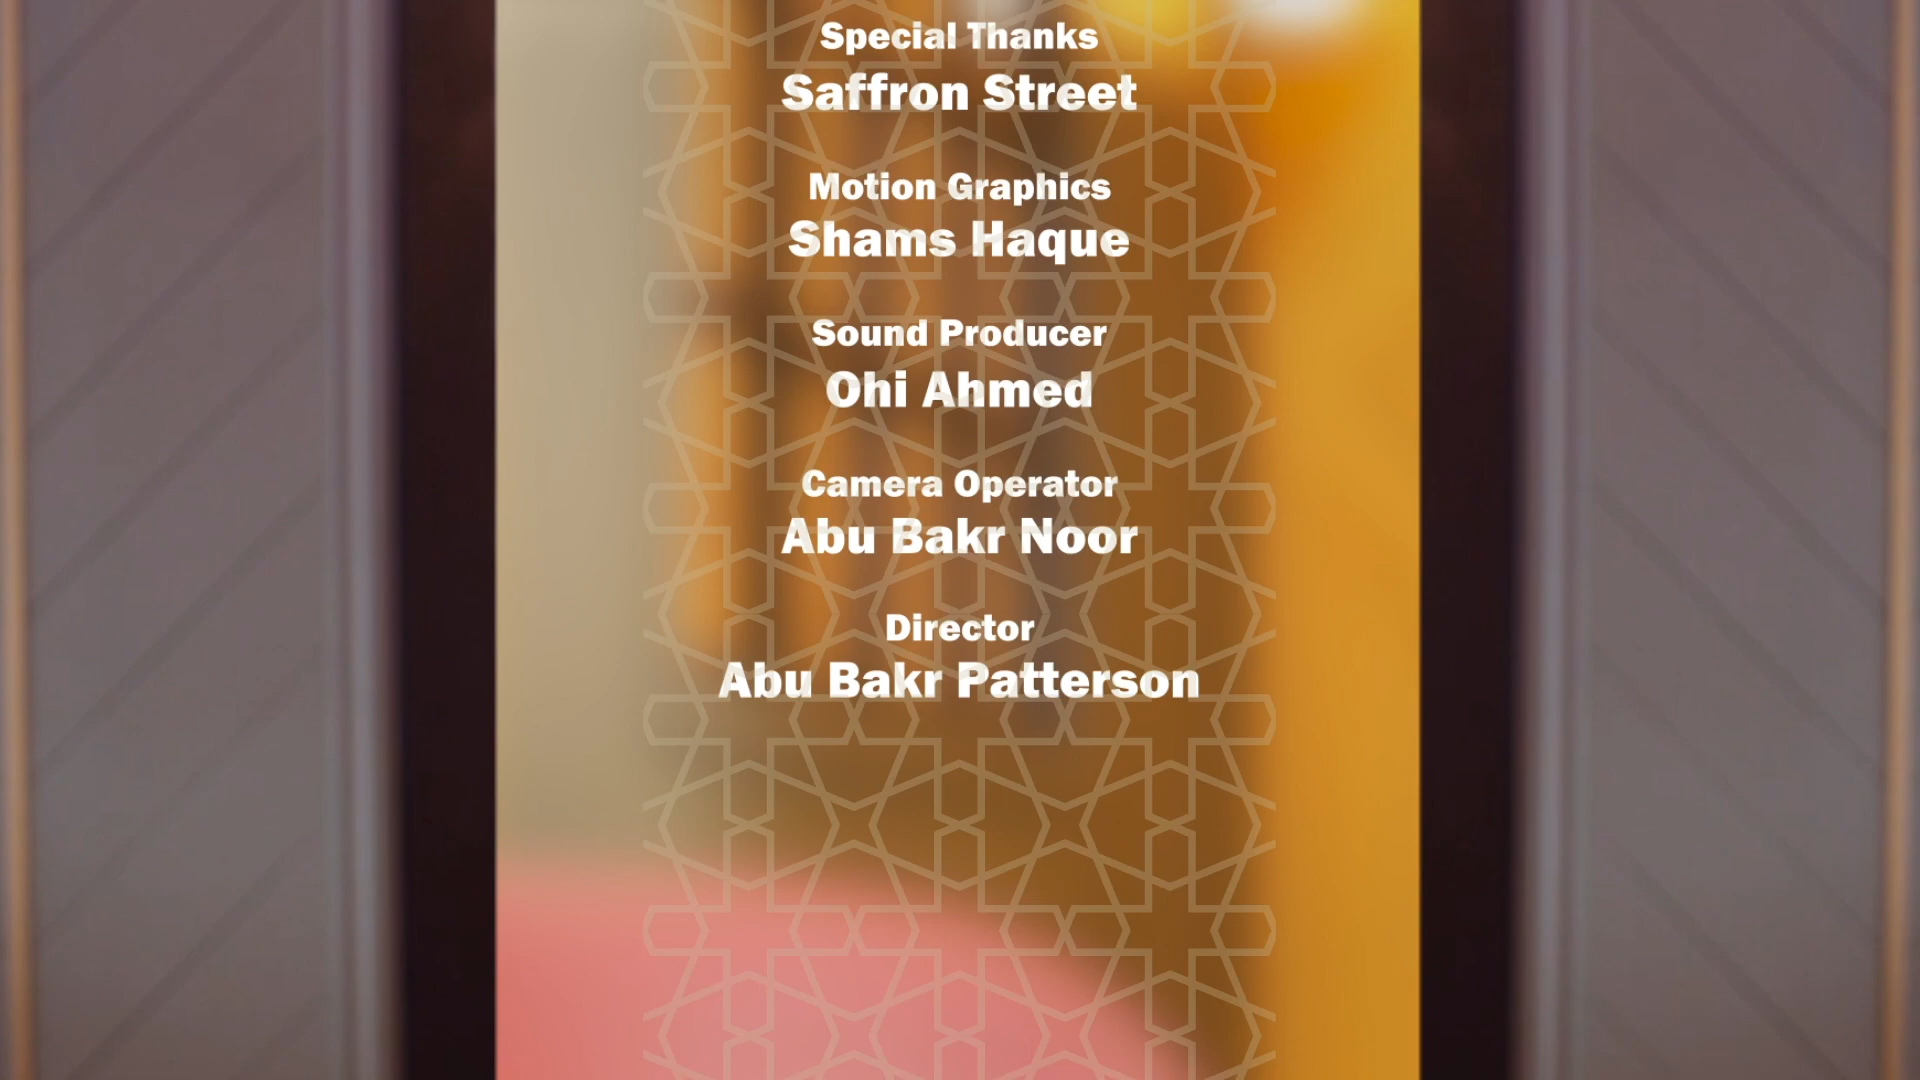 Special Thanks
Saffron Street
Motion Graphics
Shams Haque
Sound Producer
Ohi Ahmed
Camera Operator
Abu Bakr Noor
Director
Abu Bakr Patterson